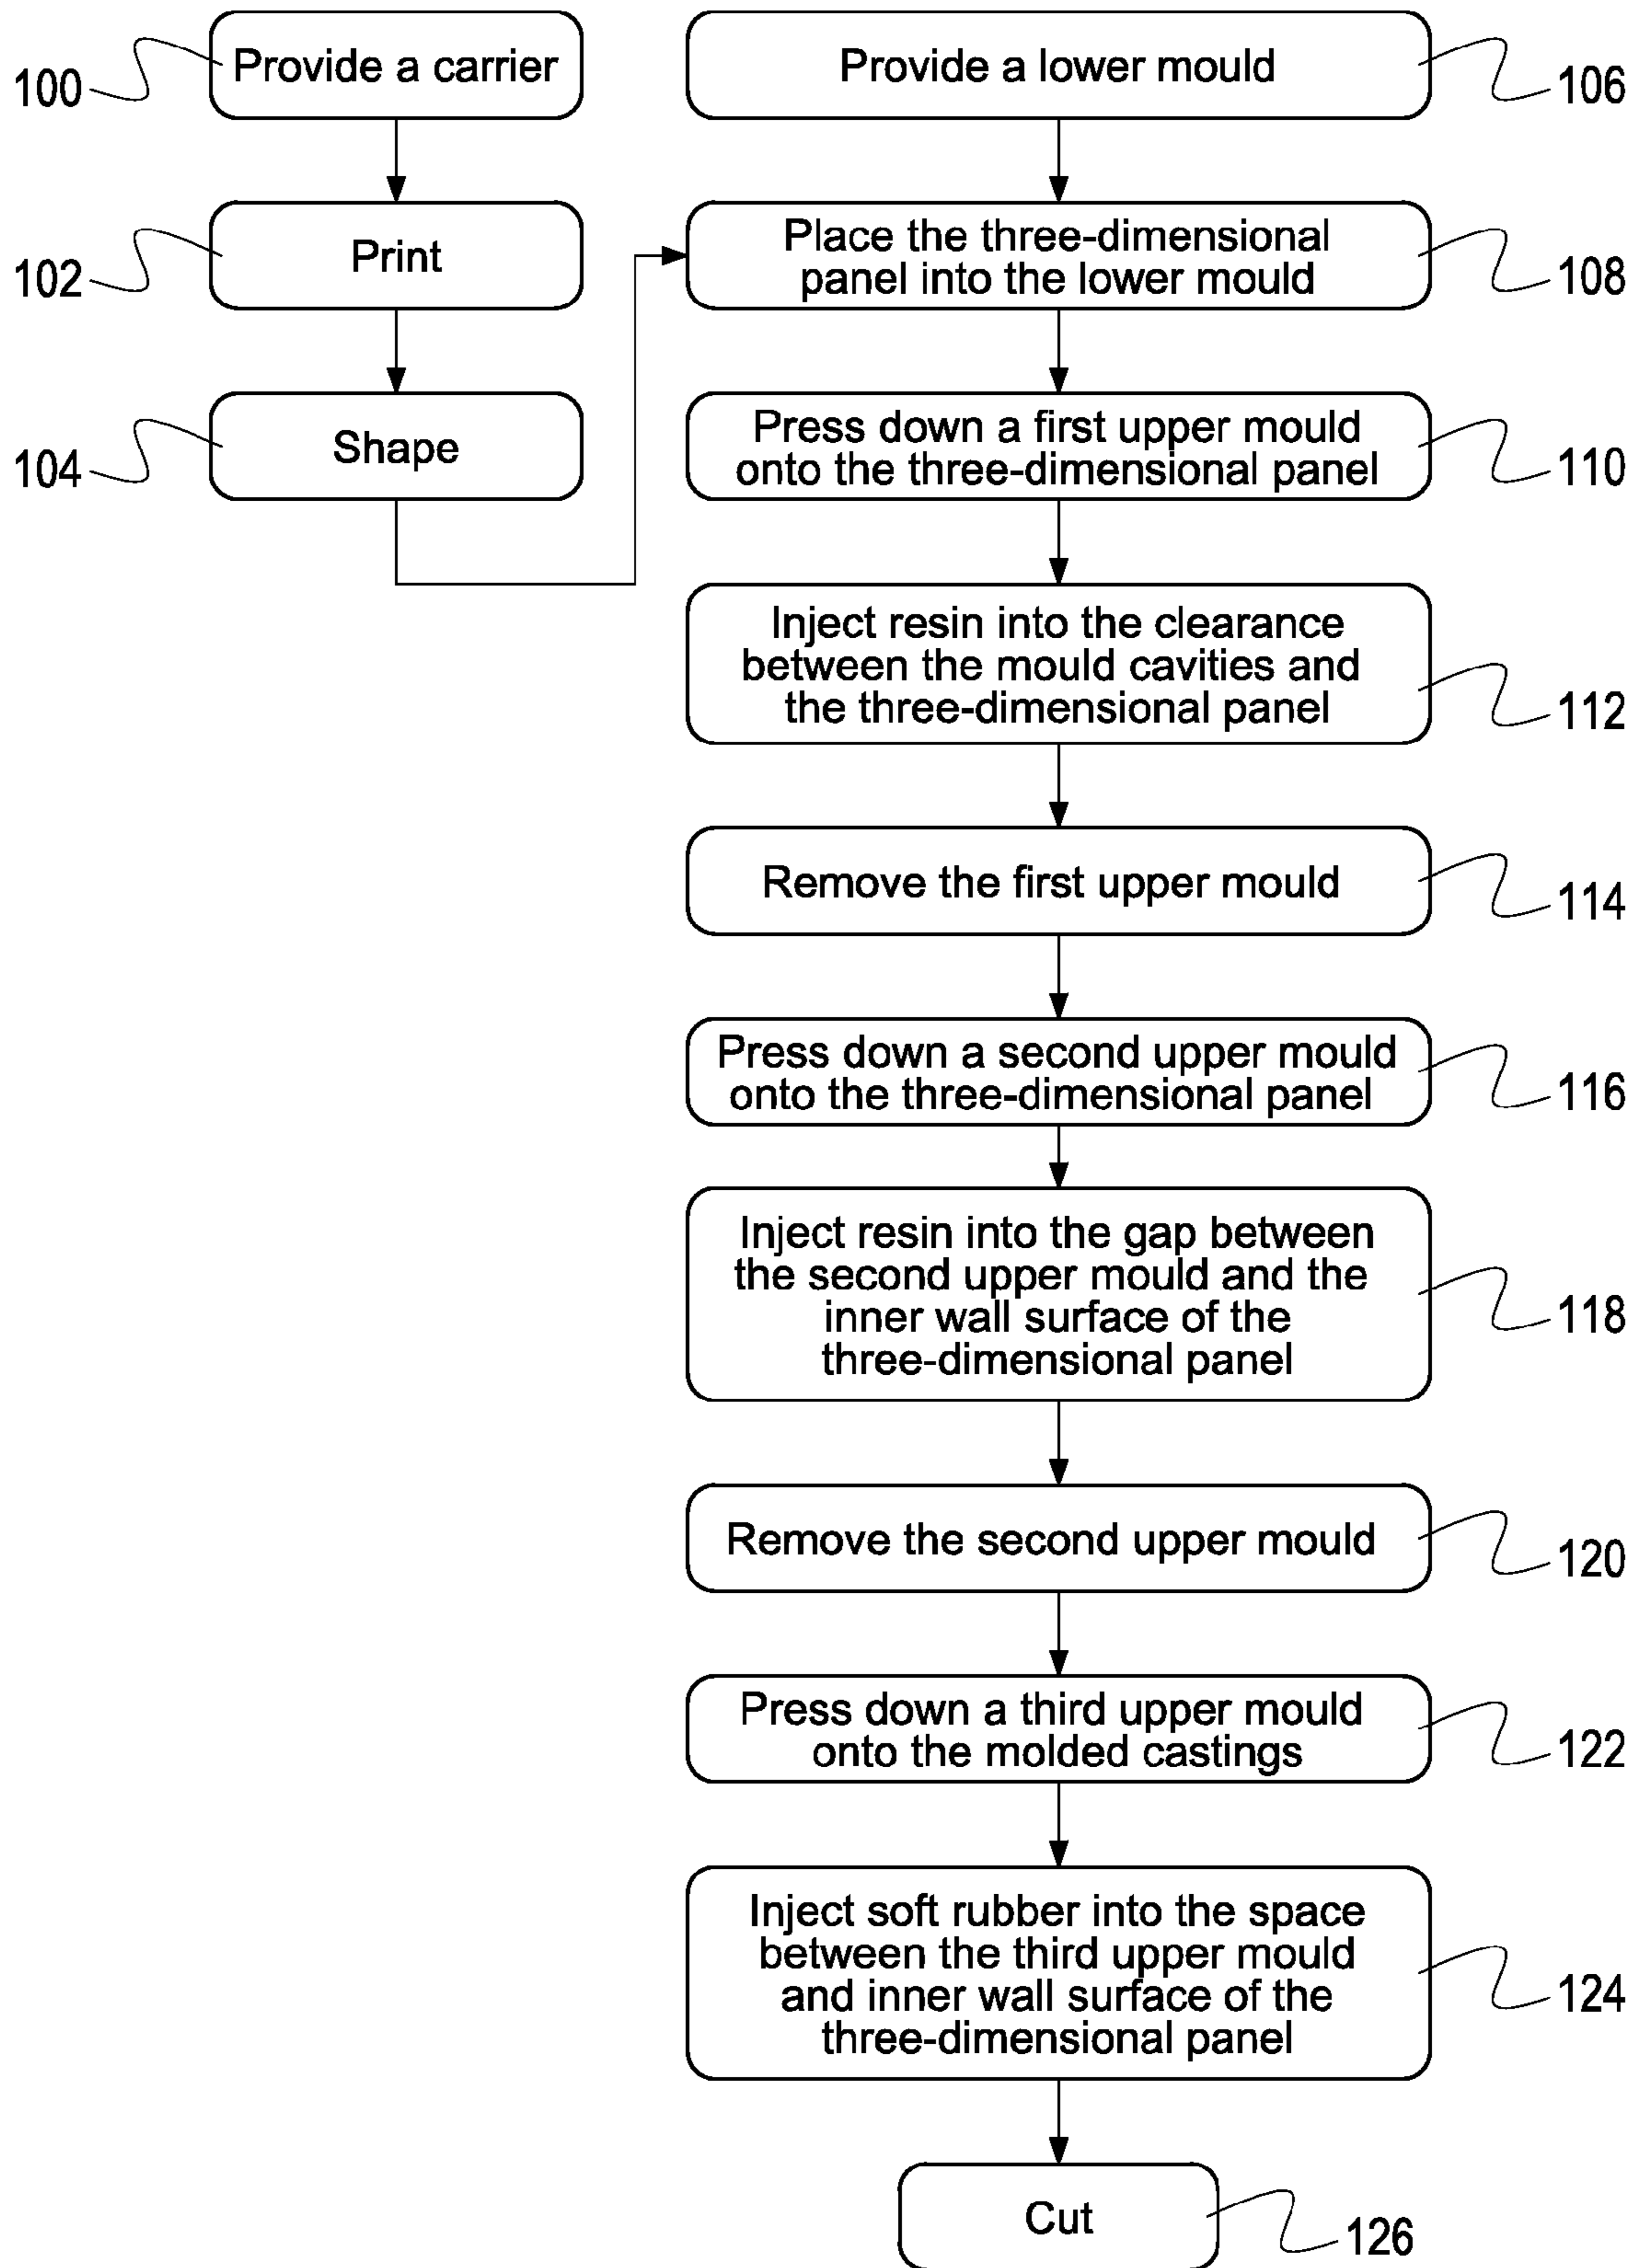 Provide a carrier
100
Print
102
Shape
104
Provide a lower mould
106
Place the three-dimensional
panel into the lower mould
108
Press down a first upper mould
onto the three-dimensional panel
110
Inject resin into the clearance
between the mould cavities and
the three-dimensional panel
112
Remove the first upper mould
114
Press down a second upper mould
onto the three-dimensional panel
116
Inject resin into the gap between
the second upper mould and the
inner wall surface of the
three-dimensional panel
118
Remove the second upper mould
120
Press down a third upper mould
onto the molded castings
122
Inject soft rubber into the space
between the third upper mould
and inner wall surface of the
three-dimensional panel
124
Cut
126